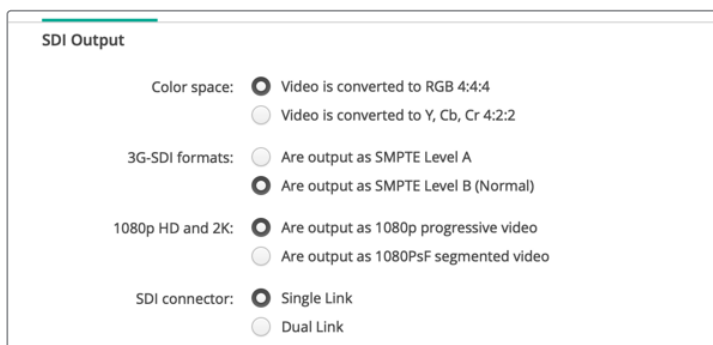 SDI Output
Color space: Video is converted to RGB 4:4:4
Video is converted to Y, Cb, Cr 4:2:2
3G-SDI formats: Are output as SMPTE Level A
Are output as SMPTE Level B (Normal)
1080p HD and 2K: Are output as 1080p progressive video
Are output as 1080PsF segmented video
SDI connector: Single Link
Dual Link